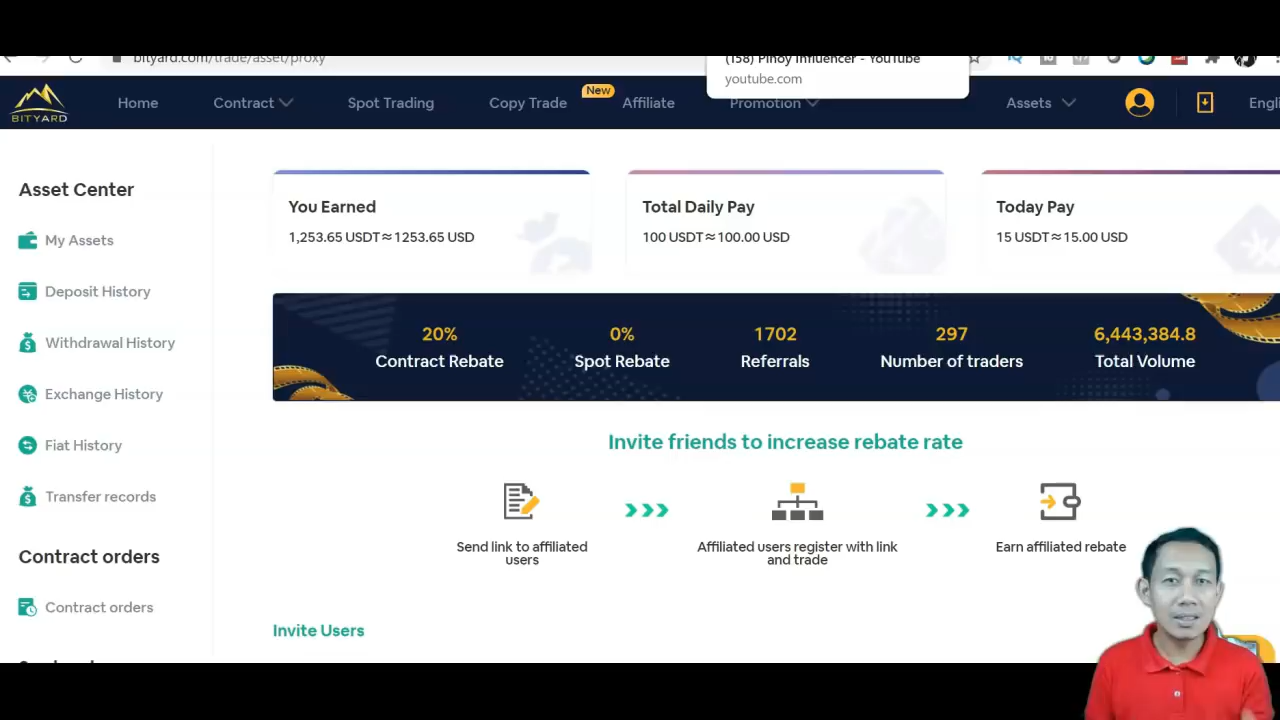 bityard.com/trade/asset/proxy
(158) Pinoy Influencer - YouTube
youtube.com
BITYARD
Home
Contract
Spot Trading
Copy Trade
New
Affiliate
Promotion
Assets
Engli
Asset Center
My Assets
Deposit History
Withdrawal History
Exchange History
Fiat History
Transfer records
Contract orders
Contract orders
You Earned
1,253.65 USDT≈1253.65 USD
Total Daily Pay
100 USDT≈100.00 USD
Today Pay
15 USDT≈15.00 USD
20%
Contract Rebate
0%
Spot Rebate
1702
Referrals
297
Number of traders
6,443,384.8
Total Volume
Invite friends to increase rebate rate
Send link to affiliated
users
Affiliated users register with link
and trade
Earn affiliated rebate
Invite Users